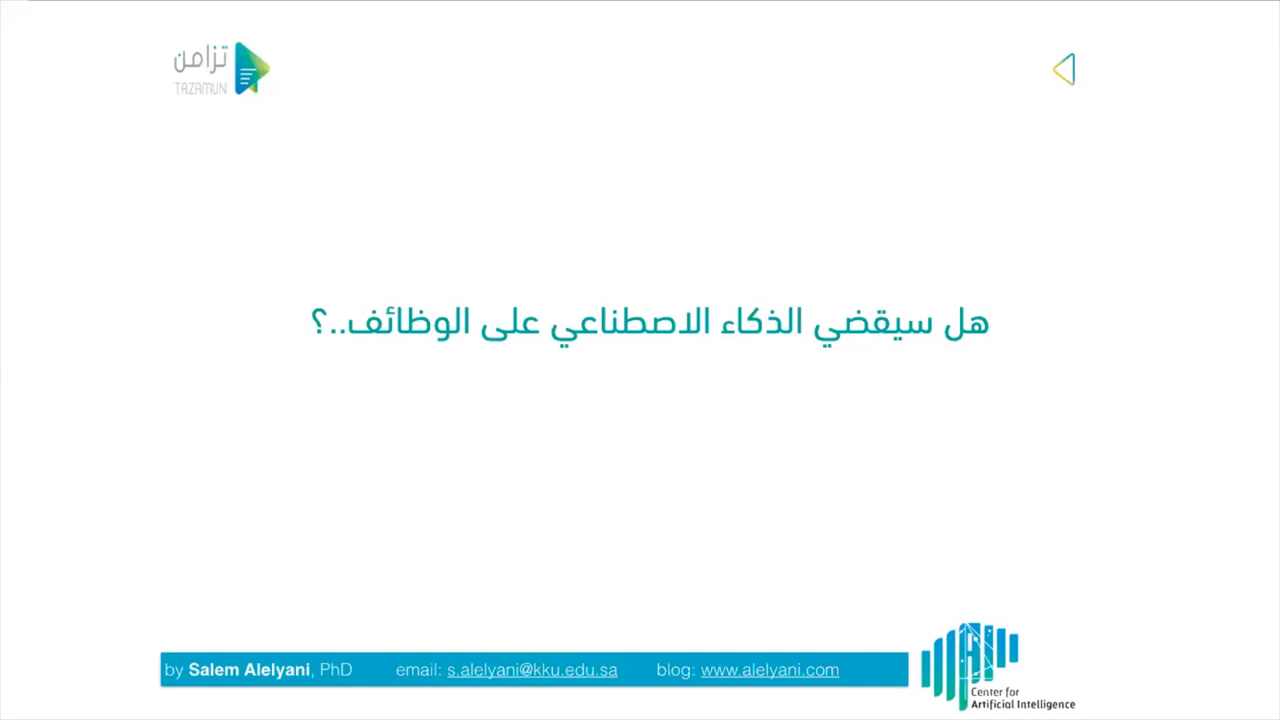 تزامن
TAZAMUN
هل سيقضي الذكاء الاصطناعي على الوظائف..؟
by Salem Alelyani, PhD email: s.alelyani@kku.edu.sa blog: www.alelyani.com
Center for
Artificial Intelligence